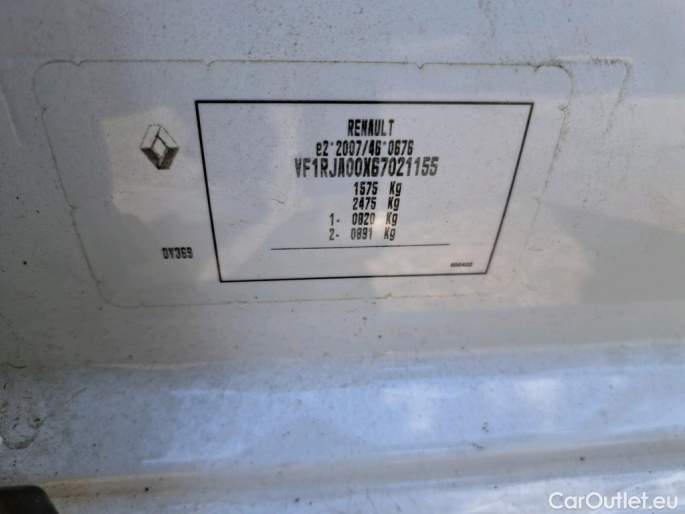 RENAULT
e2*2007/46*0676
VF1RJA00X67021155
1575 Kg
2475 Kg
1- 0820 Kg
2- 0891 Kg
DY369
CarOutlet.eu